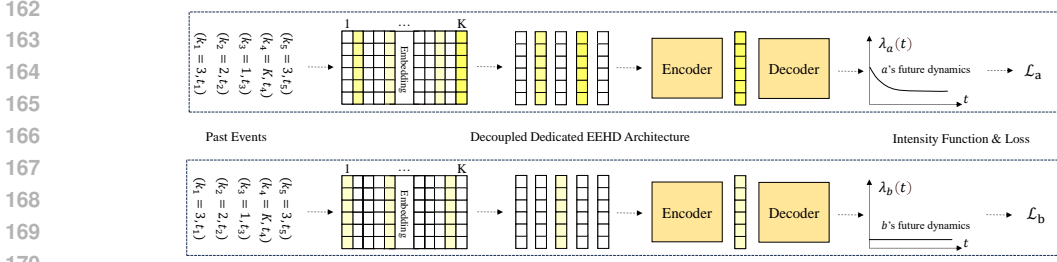 162
163
164
165
166
167
168
169
170
1 … K
(k₁ = 3, t₁)
(k₂ = 2, t₂)
(k₃ = 1, t₃)
(k₄ = K, t₄)
(k₅ = 3, t₅)
Embedding
Encoder
Decoder
λₐ(t)
a's future dynamics
t
ℒₐ
Past Events
Decoupled Dedicated EEHD Architecture
Intensity Function & Loss
1 … K
(k₁ = 3, t₁)
(k₂ = 2, t₂)
(k₃ = 1, t₃)
(k₄ = K, t₄)
(k₅ = 3, t₅)
Embedding
Encoder
Decoder
λ_b(t)
b's future dynamics
t
ℒ_b